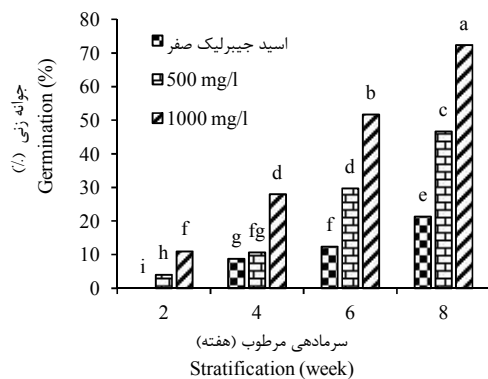 80
70
60
50
40
30
20
10
0
جوانه زنی (٪)
Germination (%)
اسید جیبرلیک صفر
500 mg/l
1000 mg/l
i
h
f
g
fg
d
f
d
b
e
c
a
2
4
6
8
سرمادهی مرطوب (هفته)
Stratification (week)